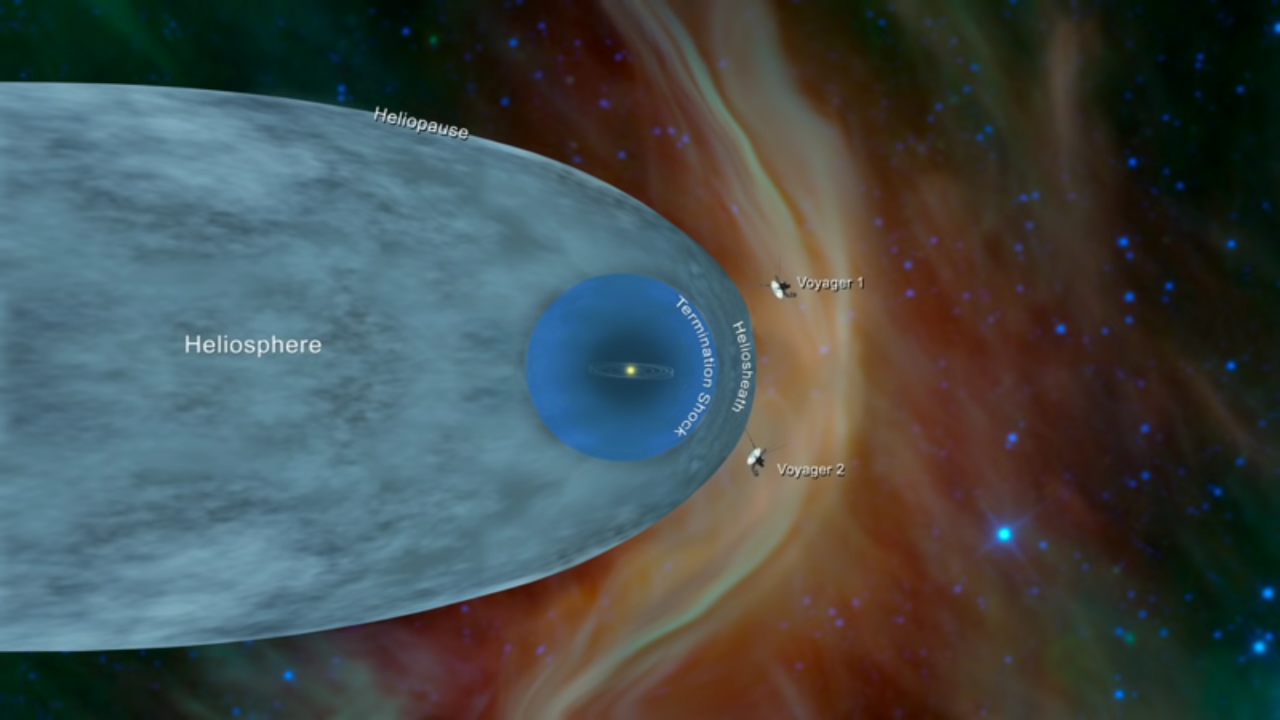 Heliopause
Voyager 1
Heliosphere
Termination Shock
Heliosheath
Voyager 2